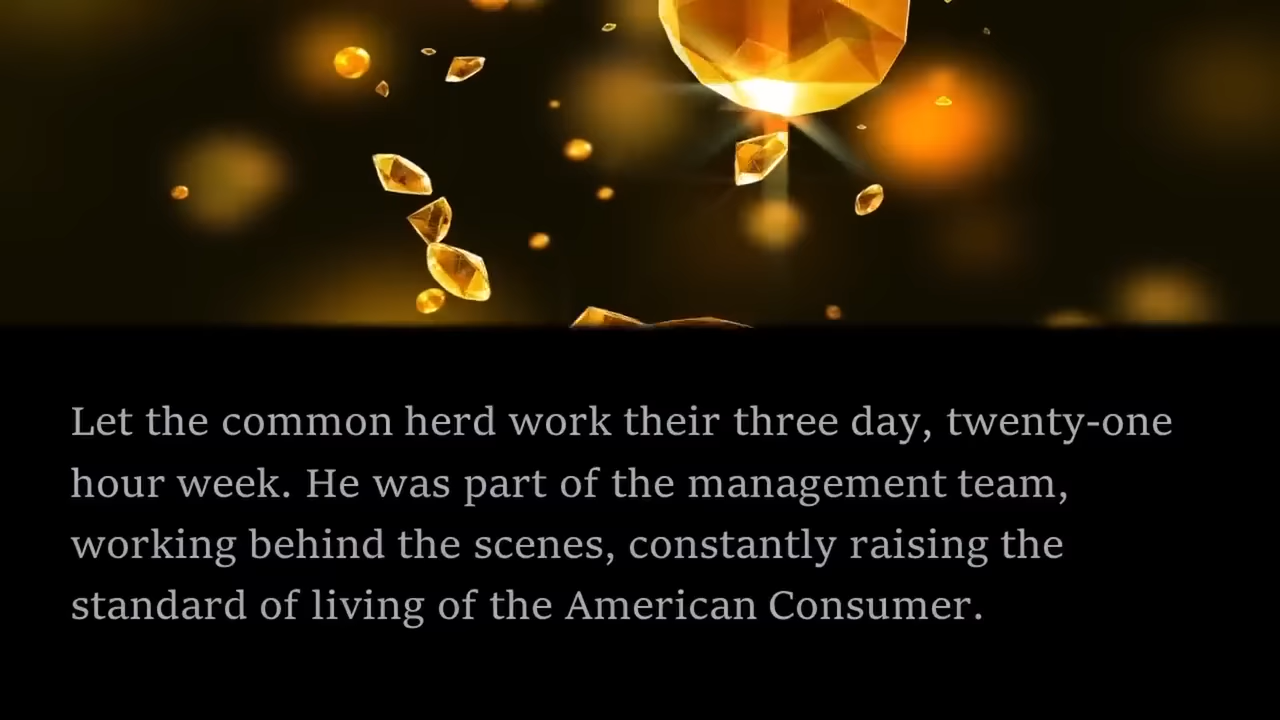 Let the common herd work their three day, twenty-one
hour week. He was part of the management team,
working behind the scenes, constantly raising the
standard of living of the American Consumer.